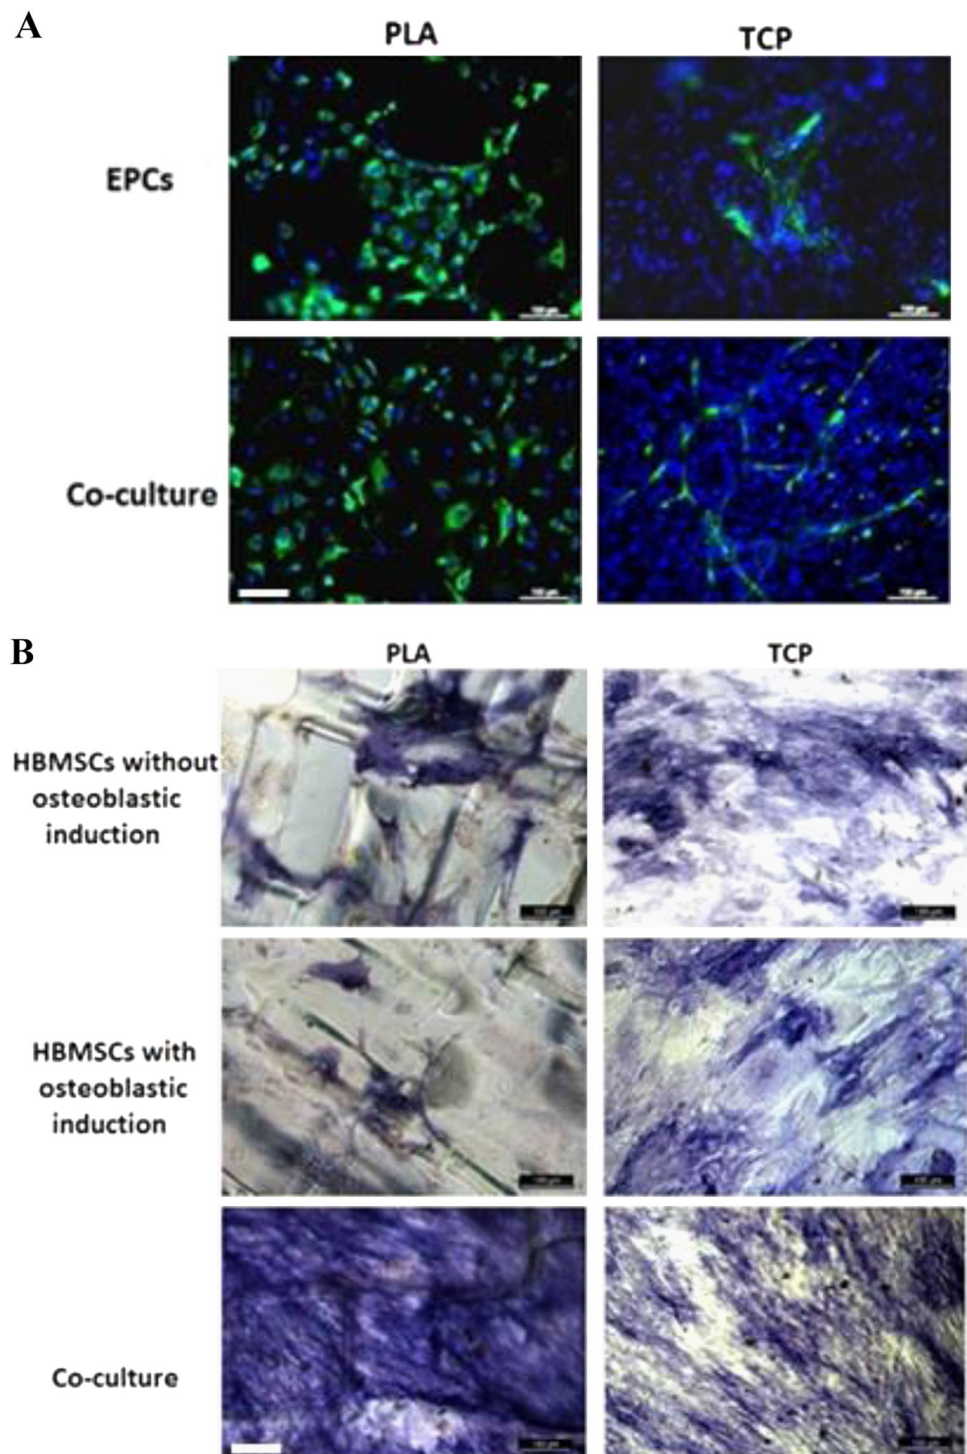 A
PLA TCP
EPCs
Co-culture
B
PLA TCP
HBMSCs without
osteoblastic
induction
HBMSCs with
osteoblastic
induction
Co-culture